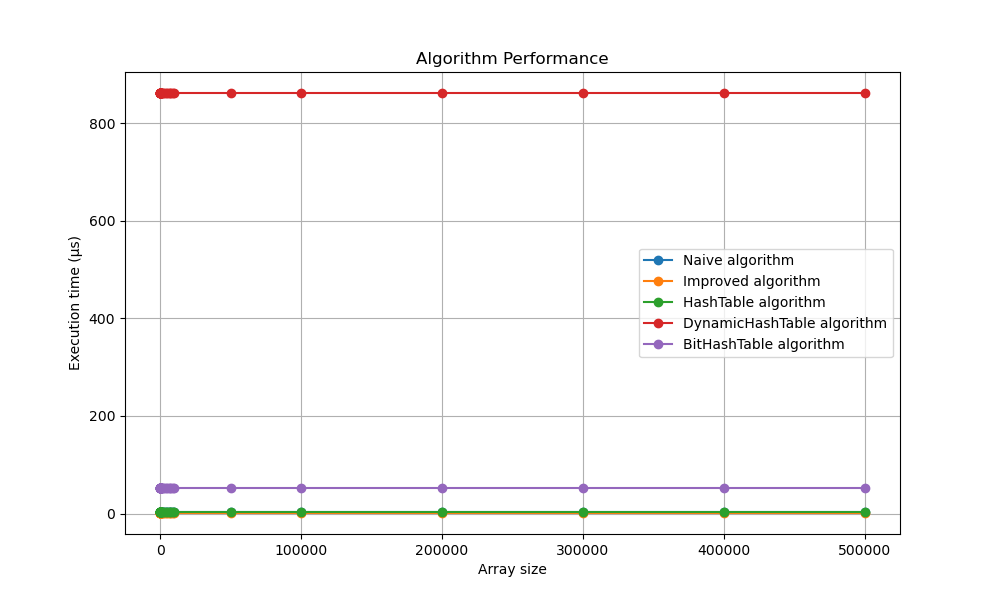 Algorithm Performance
Execution time (µs)
800
600
400
200
0
Naive algorithm
Improved algorithm
HashTable algorithm
DynamicHashTable algorithm
BitHashTable algorithm
0 100000 200000 300000 400000 500000
Array size